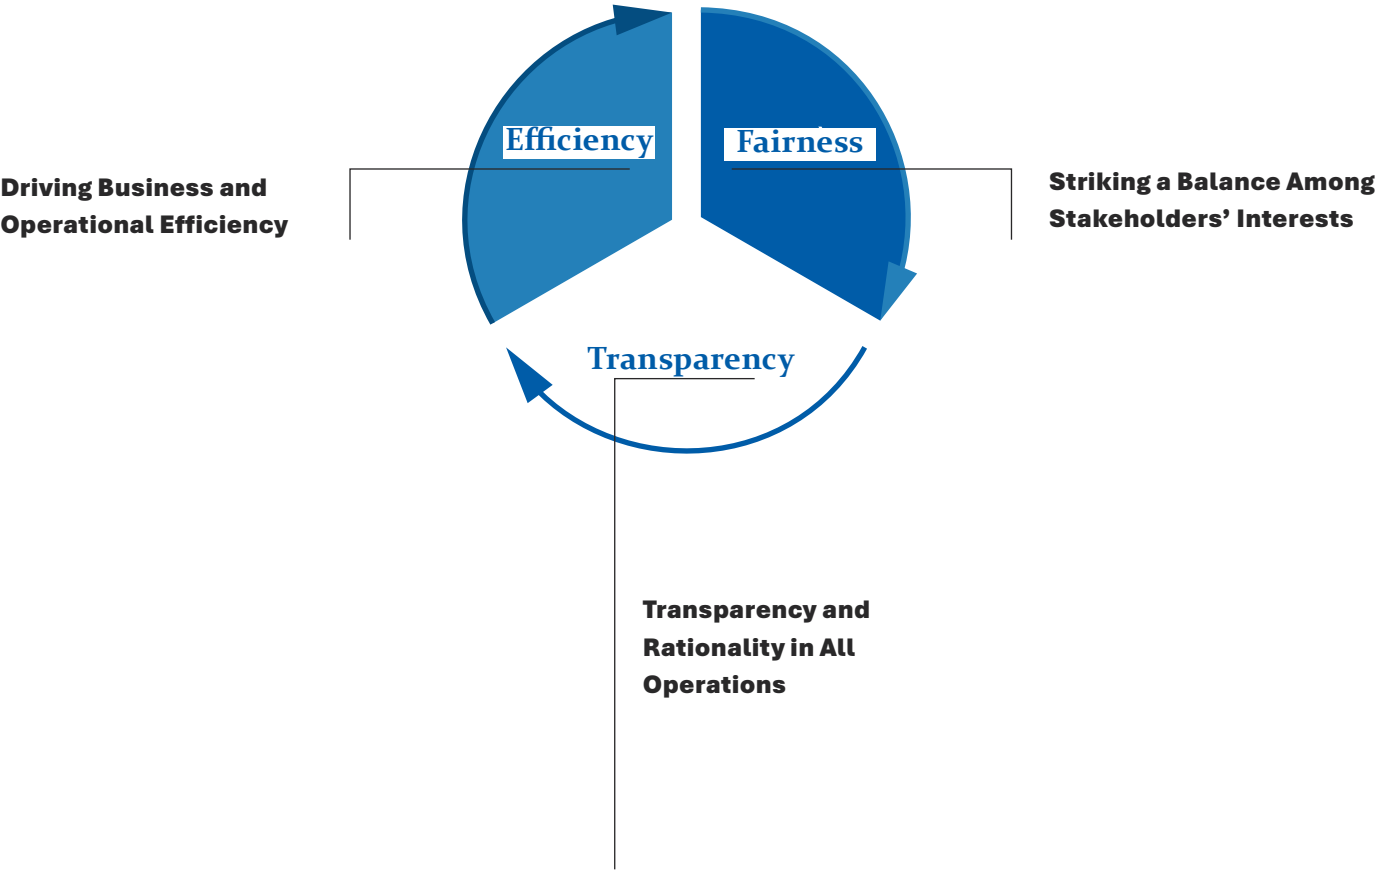 Efficiency
Fairness
Driving Business and
Operational Efficiency
Striking a Balance Among
Stakeholders’ Interests
Transparency
Transparency and
Rationality in All
Operations